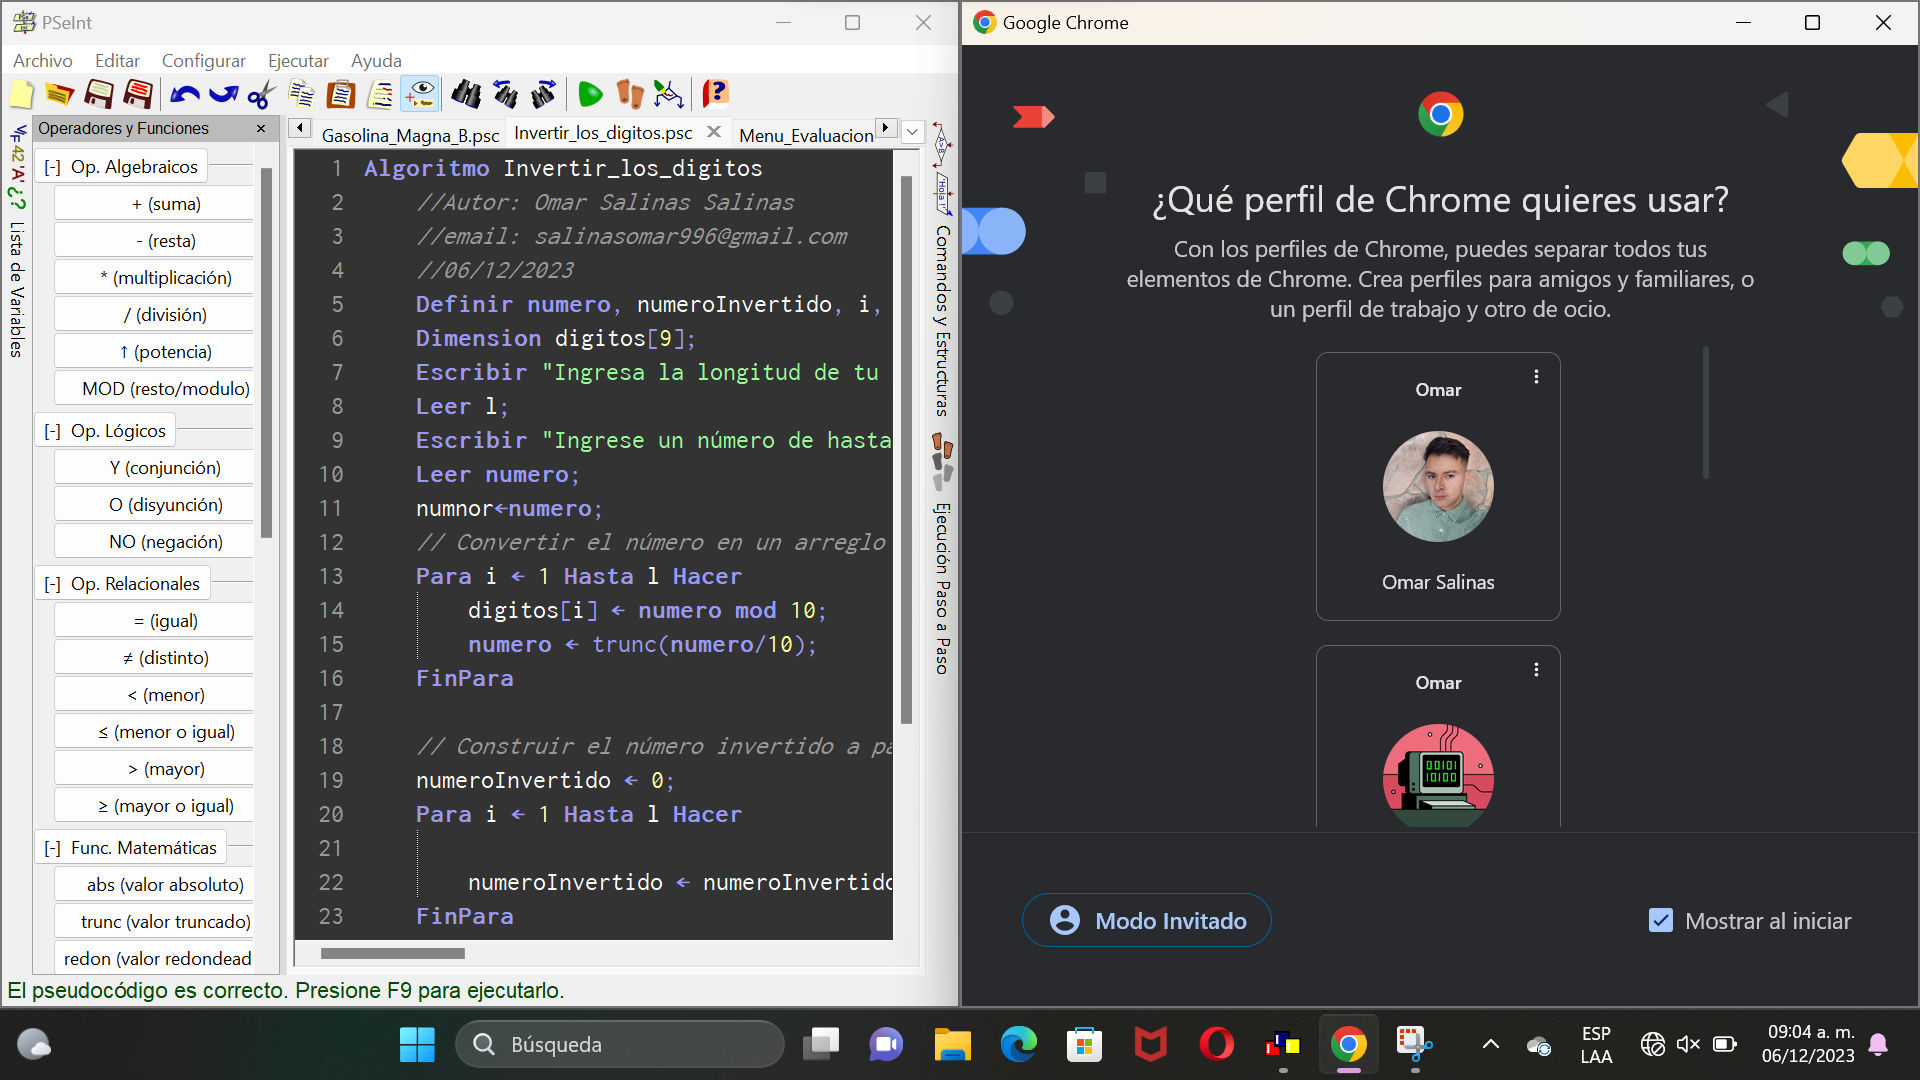 PSeInt
Archivo Editar Configurar Ejecutar Ayuda
Operadores y Funciones
[-] Op. Algebraicos
+ (suma)
- (resta)
* (multiplicación)
/ (división)
↑ (potencia)
MOD (resto/modulo)
[-] Op. Lógicos
Y (conjunción)
O (disyunción)
NO (negación)
[-] Op. Relacionales
= (igual)
≠ (distinto)
< (menor)
≤ (menor o igual)
> (mayor)
≥ (mayor o igual)
[-] Func. Matemáticas
abs (valor absoluto)
trunc (valor truncado)
redon (valor redondead
Lista de Variables
Gasolina_Magna_B.psc Invertir_los_digitos.psc Menu_Evaluacion
1 Algoritmo Invertir_los_digitos
2 //Autor: Omar Salinas Salinas
3 //email: salinasomar996@gmail.com
4 //06/12/2023
5 Definir numero, numeroInvertido, i,
6 Dimension digitos[9];
7 Escribir "Ingresa la longitud de tu
8 Leer l;
9 Escribir "Ingrese un número de hasta
10 Leer numero;
11 numnor←numero;
12 // Convertir el número en un arreglo
13 Para i ← 1 Hasta l Hacer
14 digitos[i] ← numero mod 10;
15 numero ← trunc(numero/10);
16 FinPara
17
18 // Construir el número invertido a pa
19 numeroInvertido ← 0;
20 Para i ← 1 Hasta l Hacer
21
22 numeroInvertido ← numeroInvertido
23 FinPara
Comandos y Estructuras
Ejecución Paso a Paso
El pseudocódigo es correcto. Presione F9 para ejecutarlo.
Google Chrome
¿Qué perfil de Chrome quieres usar?
Con los perfiles de Chrome, puedes separar todos tus
elementos de Chrome. Crea perfiles para amigos y familiares, o
un perfil de trabajo y otro de ocio.
Omar
Omar Salinas
Omar
00101
10100
Modo Invitado
Mostrar al iniciar
Búsqueda
ESP
LAA
09:04 a. m.
06/12/2023